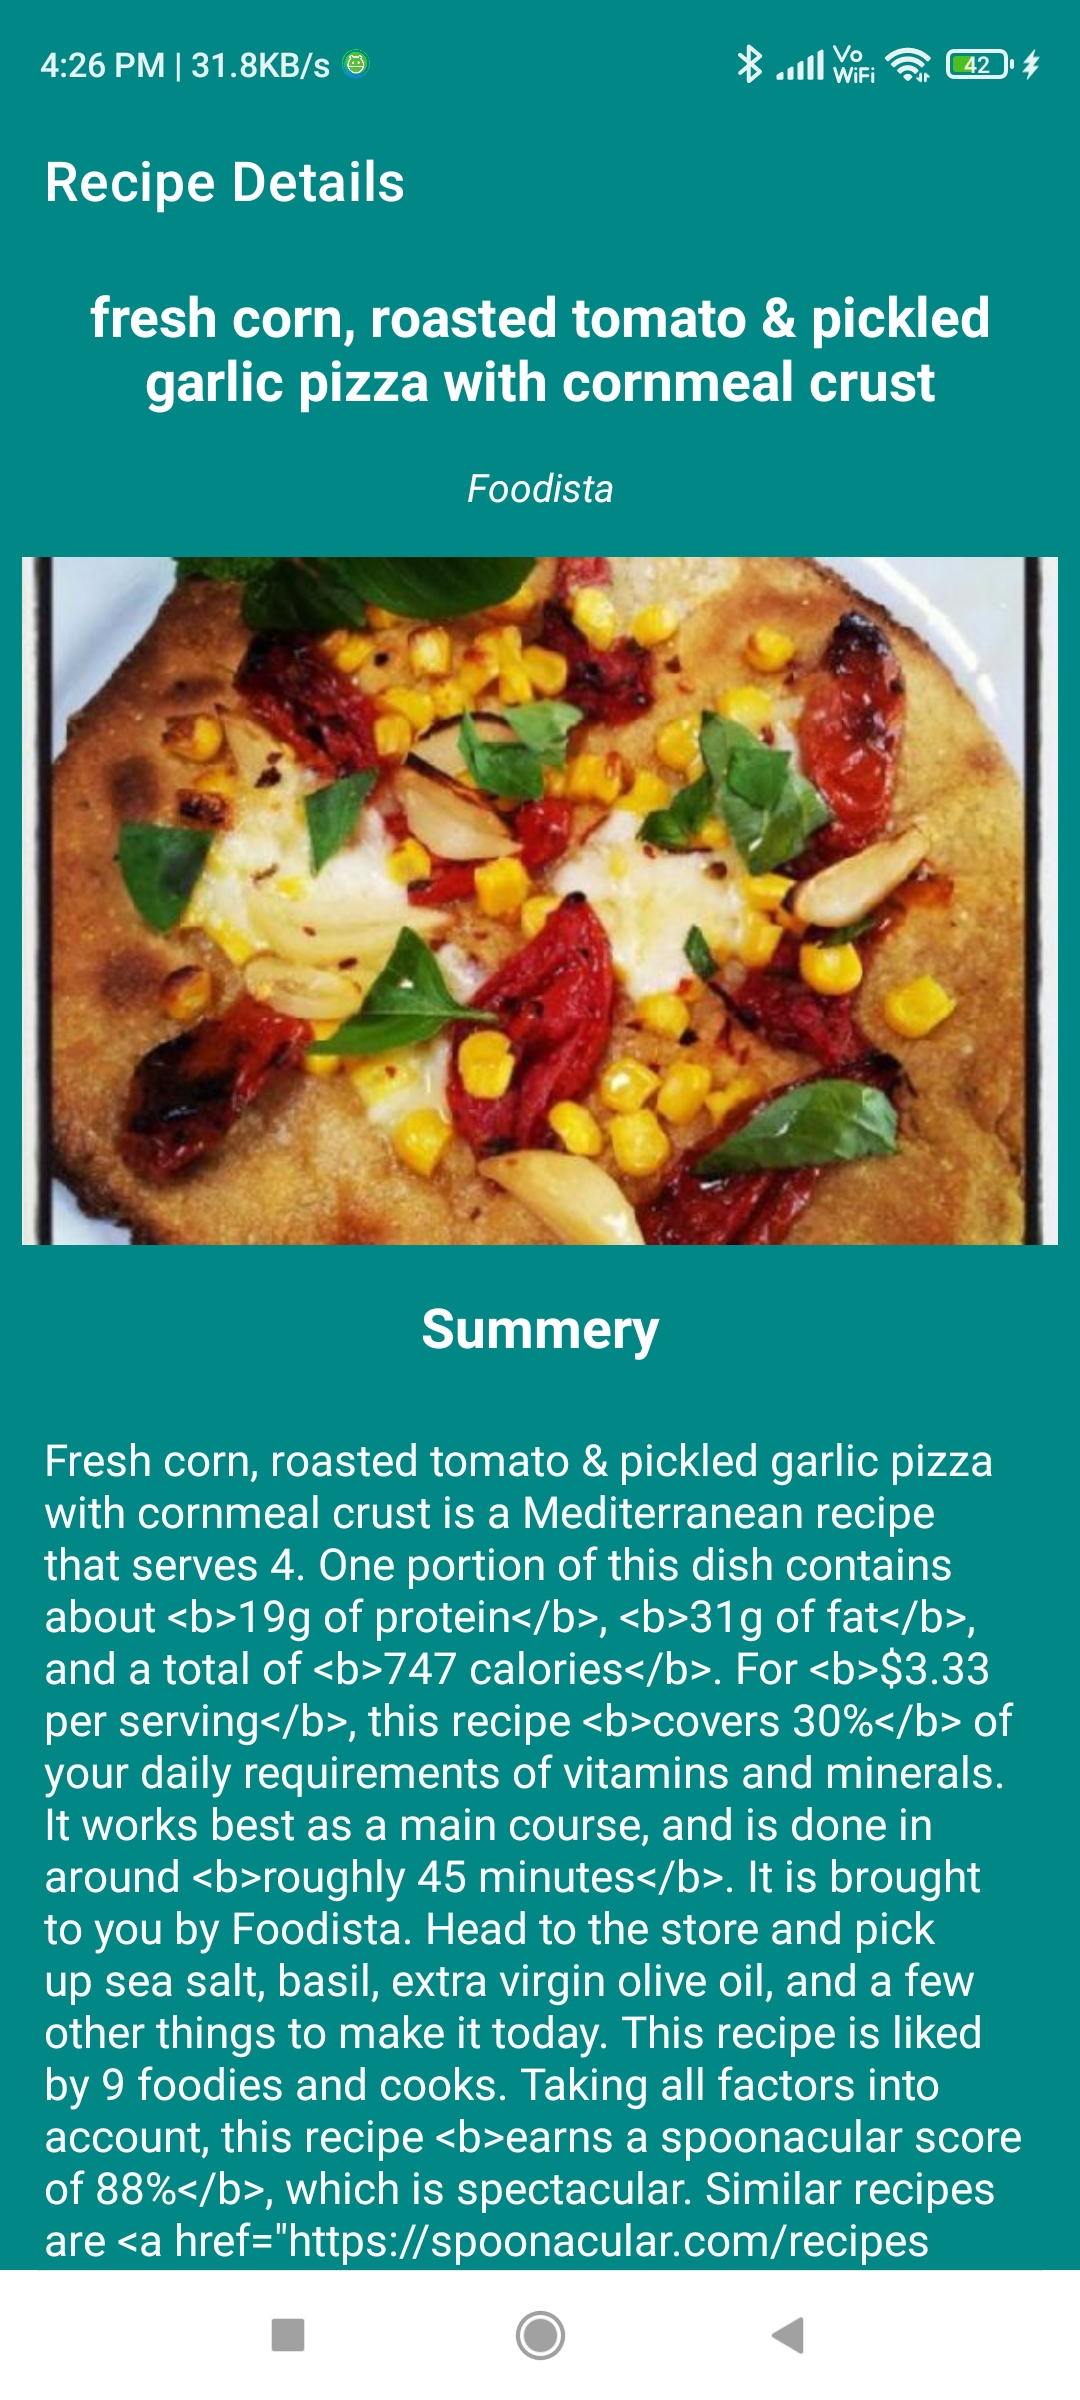 4:26 PM | 31.8KB/s
Vo
WiFi
42
Recipe Details
fresh corn, roasted tomato & pickled
garlic pizza with cornmeal crust
Foodista
Summery
Fresh corn, roasted tomato & pickled garlic pizza
with cornmeal crust is a Mediterranean recipe
that serves 4. One portion of this dish contains
about <b>19g of protein</b>, <b>31g of fat</b>,
and a total of <b>747 calories</b>. For <b>$3.33
per serving</b>, this recipe <b>covers 30%</b> of
your daily requirements of vitamins and minerals.
It works best as a main course, and is done in
around <b>roughly 45 minutes</b>. It is brought
to you by Foodista. Head to the store and pick
up sea salt, basil, extra virgin olive oil, and a few
other things to make it today. This recipe is liked
by 9 foodies and cooks. Taking all factors into
account, this recipe <b>earns a spoonacular score
of 88%</b>, which is spectacular. Similar recipes
are <a href="https://spoonacular.com/recipes